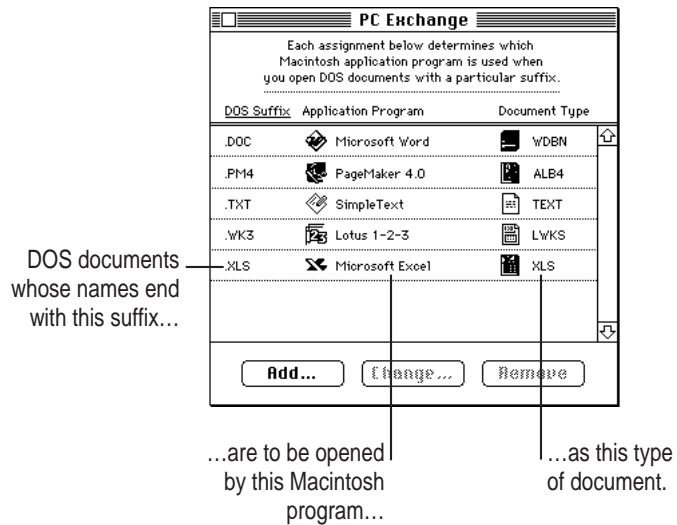 PC Exchange
Each assignment below determines which
Macintosh application program is used when
you open DOS documents with a particular suffix.
DOS Suffix Application Program Document Type
.DOC Microsoft Word WDBN
.PM4 PageMaker 4.0 ALB4
.TXT SimpleText TEXT
.WK3 Lotus 1-2-3 LWKS
.XLS Microsoft Excel XLS
DOS documents
whose names end
with this suffix…
Add... Change... Remove
…are to be opened
by this Macintosh
program…
…as this type
of document.